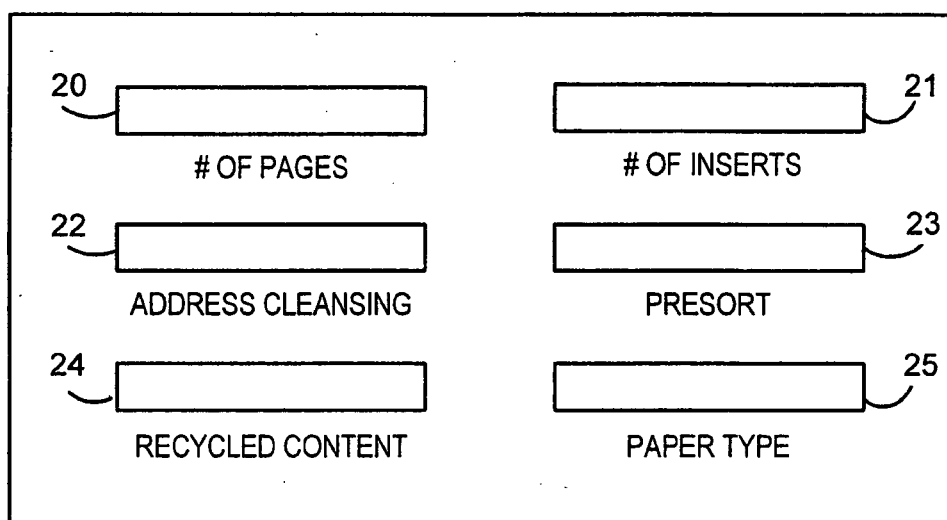 20 21
# OF PAGES # OF INSERTS
22 23
ADDRESS CLEANSING PRESORT
24 25
RECYCLED CONTENT PAPER TYPE